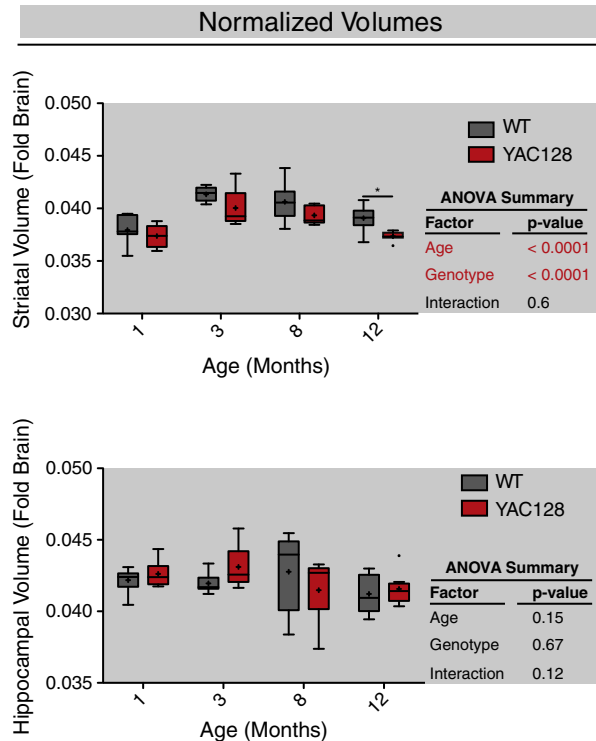 Normalized Volumes
Striatal Volume (Fold Brain)
0.050
0.045
0.040
0.035
0.030
WT
YAC128
*
ANOVA Summary
Factor p-value
Age < 0.0001
Genotype < 0.0001
Interaction 0.6
1 3 8 12
Age (Months)
Hippocampal Volume (Fold Brain)
0.050
0.045
0.040
0.035
WT
YAC128
ANOVA Summary
Factor p-value
Age 0.15
Genotype 0.67
Interaction 0.12
1 3 8 12
Age (Months)